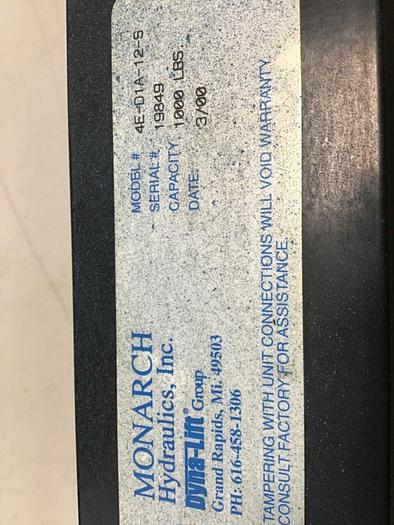 MONARCH
Hydraulics, Inc.
Dyna-Lift® Group
Grand Rapids, Mi. 49503
PH: 616-458-1306
MODEL # 4E-D1A-12-S
SERIAL # 19849
CAPACITY 1000 LBS.
DATE 3/00
TAMPERING WITH UNIT CONNECTIONS WILL VOID WARRANTY
CONSULT FACTORY FOR ASSISTANCE.